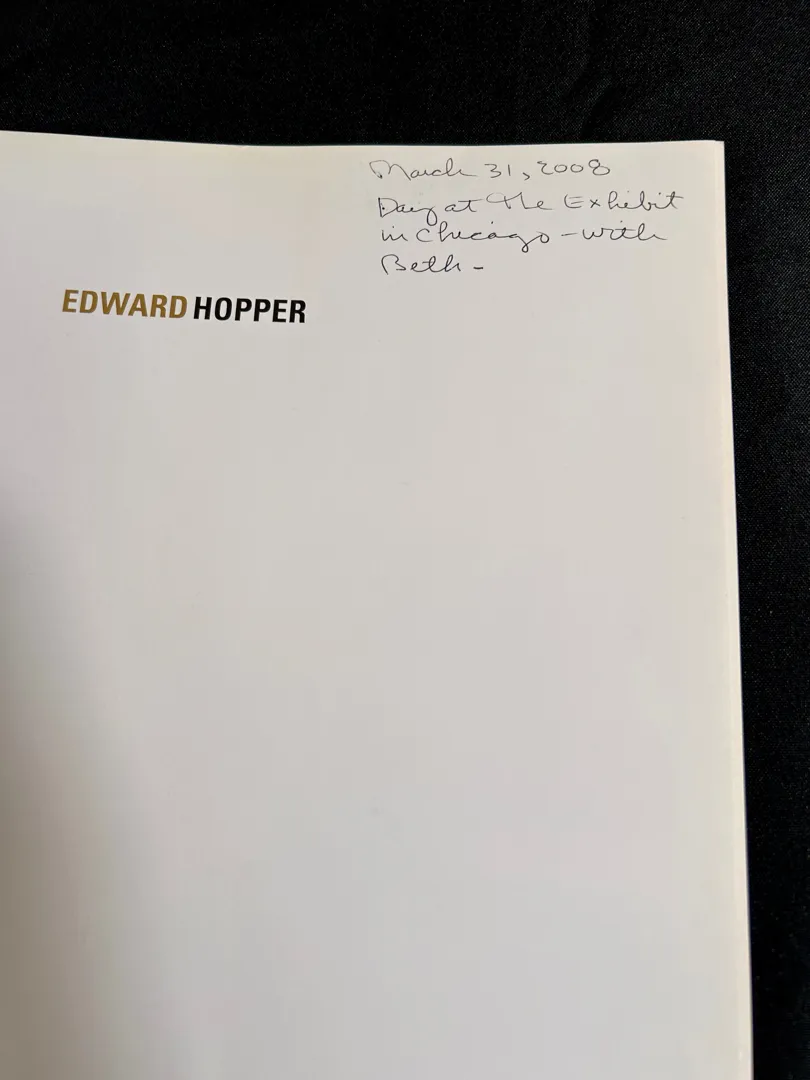 March 31, 2008
Day at the Exhibit
in Chicago - with
Beth -
EDWARD HOPPER